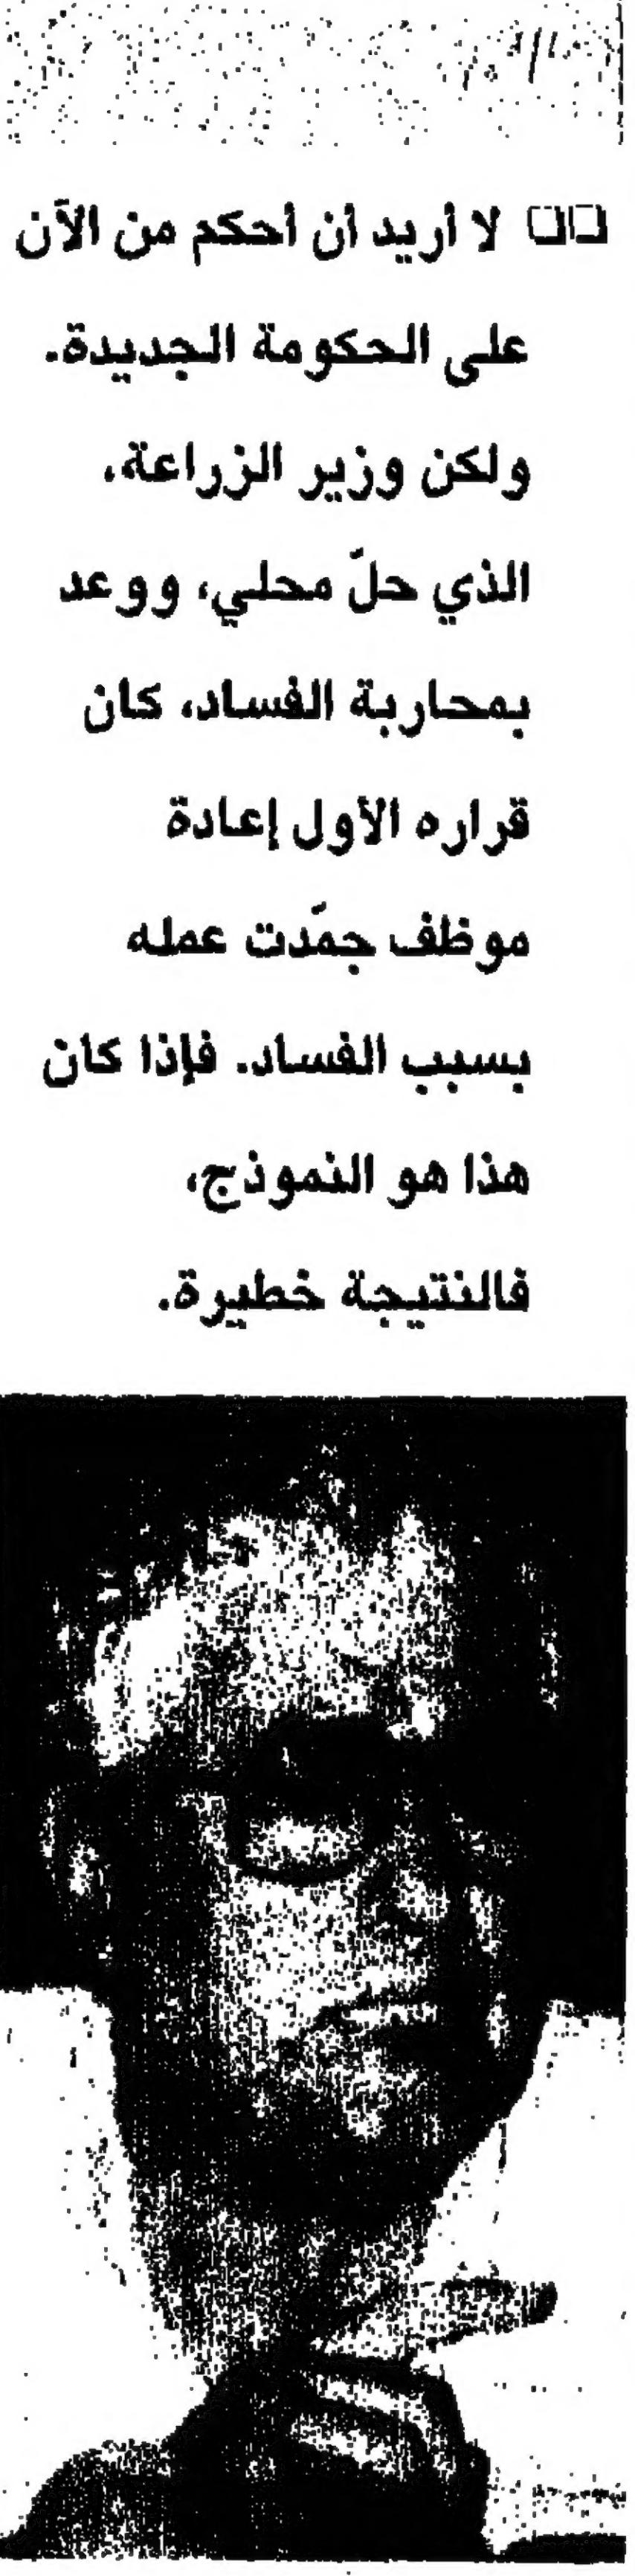 لا أريد أن أحكم من الآن
على الحكومة الجديدة.
ولكن وزير الزراعة،
الذي حلّ محلي، ووعد
بمحاربة الفساد، كان
قراره الأول إعادة
موظف جمّدت عمله
بسبب الفساد. فإذا كان
هذا هو النموذج،
فالنتيجة خطيرة.